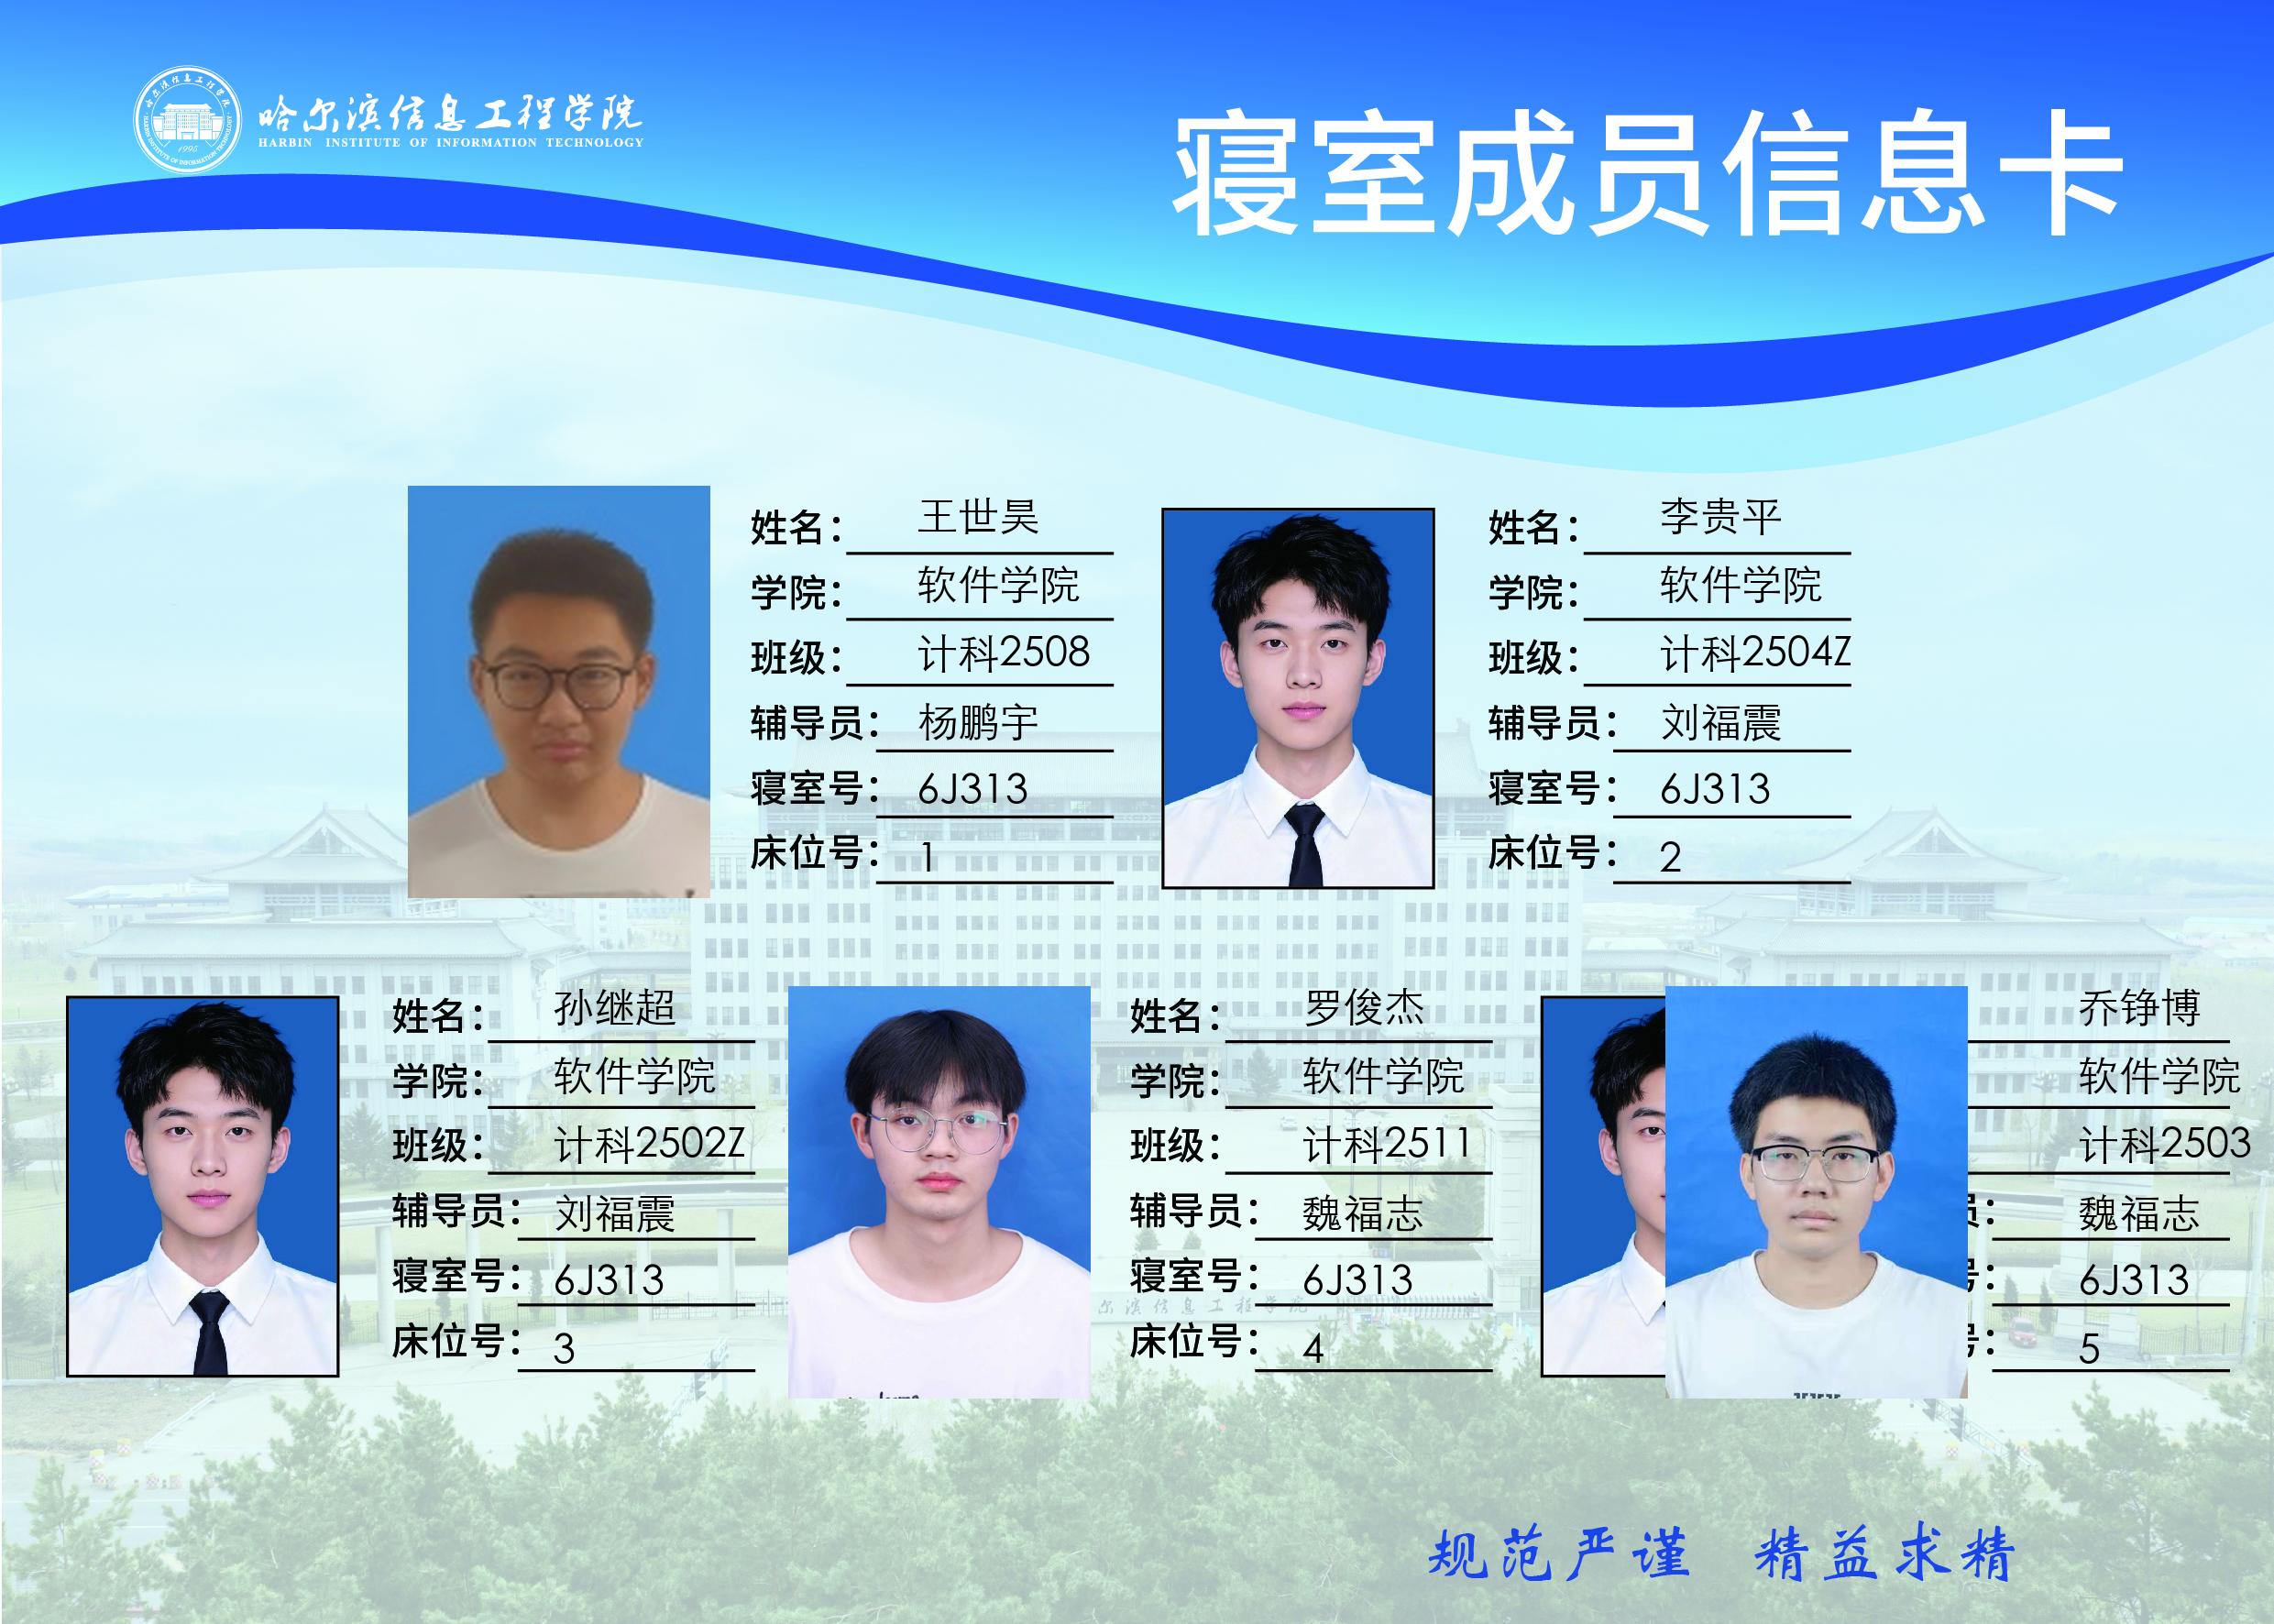 哈尔滨信息工程学院
HARBIN INSTITUTE OF INFORMATION TECHNOLOGY
1995
寝室成员信息卡
姓名： 王世昊
学院： 软件学院
班级： 计科2508
辅导员： 杨鹏宇
寝室号： 6J313
床位号： 1
姓名： 李贵平
学院： 软件学院
班级： 计科2504Z
辅导员： 刘福震
寝室号： 6J313
床位号： 2
姓名： 孙继超
学院： 软件学院
班级： 计科2502Z
辅导员： 刘福震
寝室号： 6J313
床位号： 3
姓名： 罗俊杰
学院： 软件学院
班级： 计科2511
辅导员： 魏福志
寝室号： 6J313
床位号： 4
乔铮博
软件学院
计科2503
员： 魏福志
号： 6J313
号： 5
规范严谨 精益求精